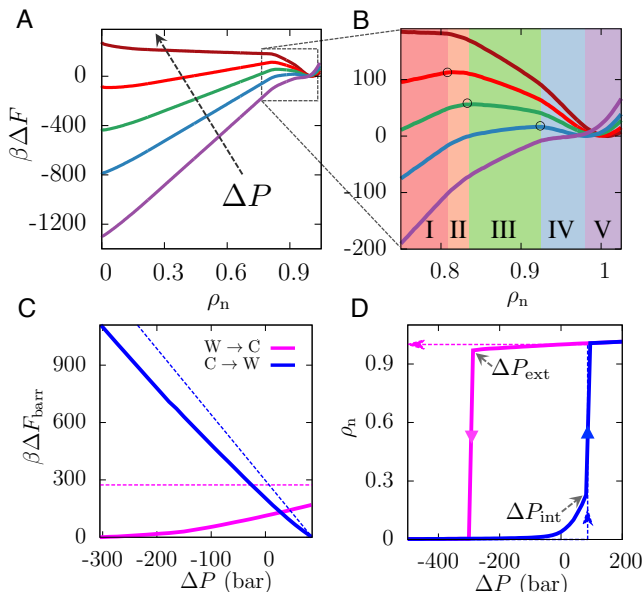 A
0
-400
-800
-1200
βΔF
ΔP
0 0.3 0.6 0.9
ρn
B
100
0
-100
-200
I II III IV V
0.8 0.9 1
ρn
C
900
600
300
0
βΔFbarr
W → C
C → W
-300 -200 -100 0
ΔP (bar)
D
0.9
0.6
0.3
0
ρn
ΔPext
ΔPint
-400 -200 0 200
ΔP (bar)